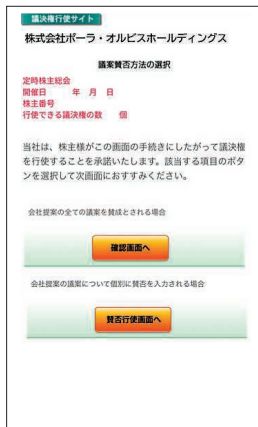 議決権行使サイト
株式会社ポーラ・オルビスホールディングス
議案賛否方法の選択
定時株主総会
開催日　　年　月　日
株主番号
行使できる議決権の数　　個
当社は、株主様がこの画面の手続きにしたがって議決権
を行使することを承諾いたします。該当する項目のボタ
ンを選択して次画面におすすみください。
会社提案の全ての議案を賛成とされる場合
確認画面へ
会社提案の議案について個別に賛否を入力される場合
賛否行使画面へ